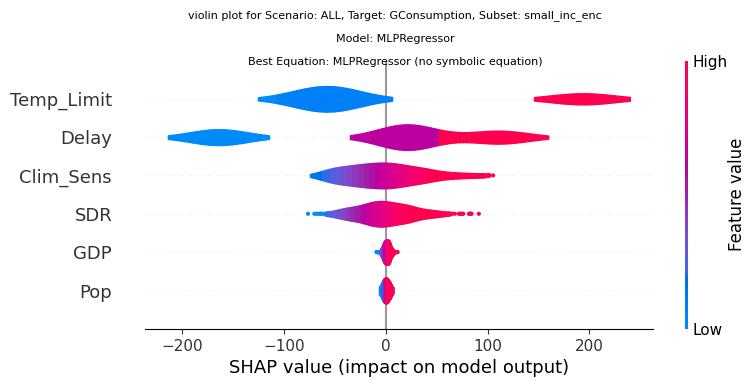 violin plot for Scenario: ALL, Target: GConsumption, Subset: small_inc_enc
Model: MLPRegressor
Best Equation: MLPRegressor (no symbolic equation)
High
Temp_Limit
Delay
Clim_Sens
SDR
GDP
Pop
Feature value
Low
−200 −100 0 100 200
SHAP value (impact on model output)